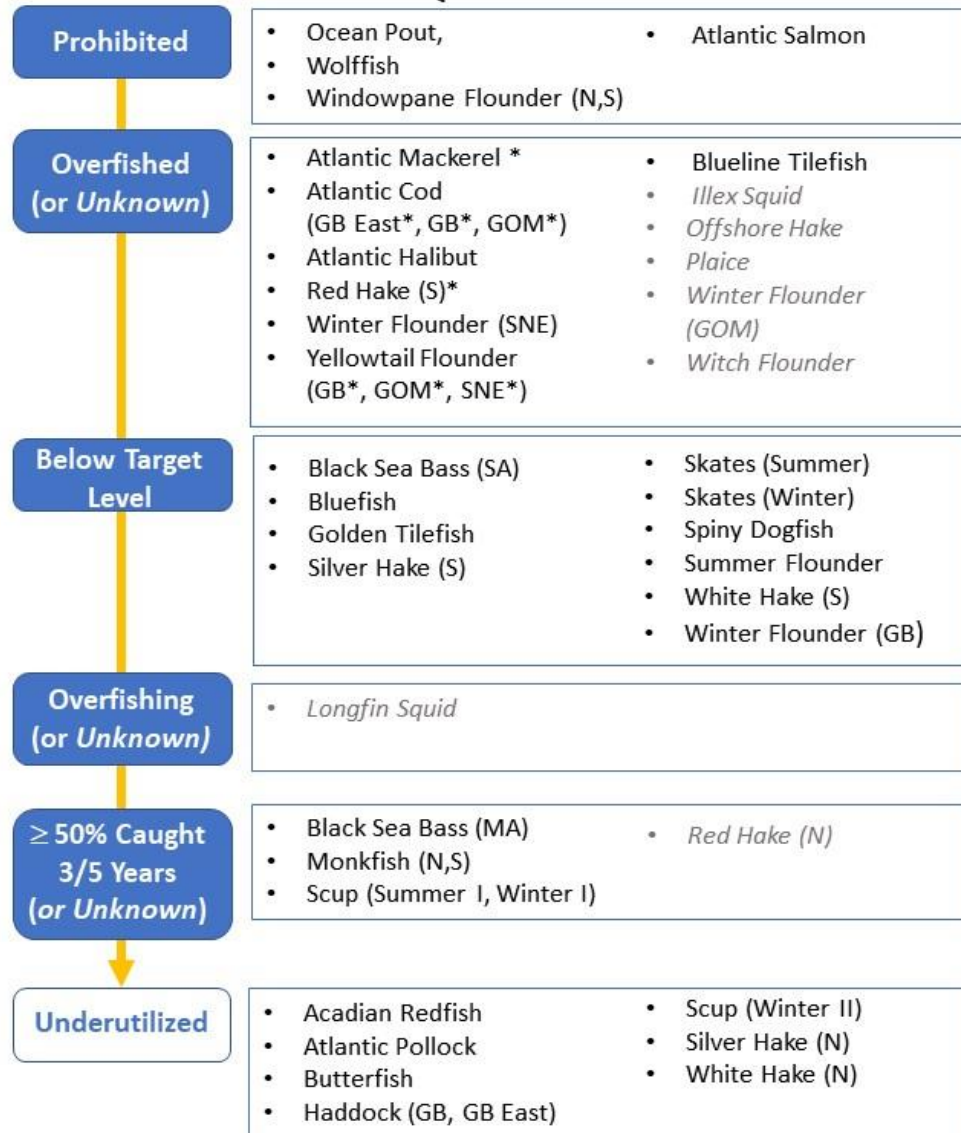 Prohibited
• Ocean Pout,
• Wolffish
• Windowpane Flounder (N,S)
• Atlantic Salmon
Overfished
(or Unknown)
• Atlantic Mackerel *
• Atlantic Cod
(GB East*, GB*, GOM*)
• Atlantic Halibut
• Red Hake (S)*
• Winter Flounder (SNE)
• Yellowtail Flounder
(GB*, GOM*, SNE*)
• Blueline Tilefish
• Illex Squid
• Offshore Hake
• Plaice
• Winter Flounder
(GOM)
• Witch Flounder
Below Target
Level
• Black Sea Bass (SA)
• Bluefish
• Golden Tilefish
• Silver Hake (S)
• Skates (Summer)
• Skates (Winter)
• Spiny Dogfish
• Summer Flounder
• White Hake (S)
• Winter Flounder (GB)
Overfishing
(or Unknown)
• Longfin Squid
≥ 50% Caught
3/5 Years
(or Unknown)
• Black Sea Bass (MA)
• Monkfish (N,S)
• Scup (Summer I, Winter I)
• Red Hake (N)
Underutilized
• Acadian Redfish
• Atlantic Pollock
• Butterfish
• Haddock (GB, GB East)
• Scup (Winter II)
• Silver Hake (N)
• White Hake (N)